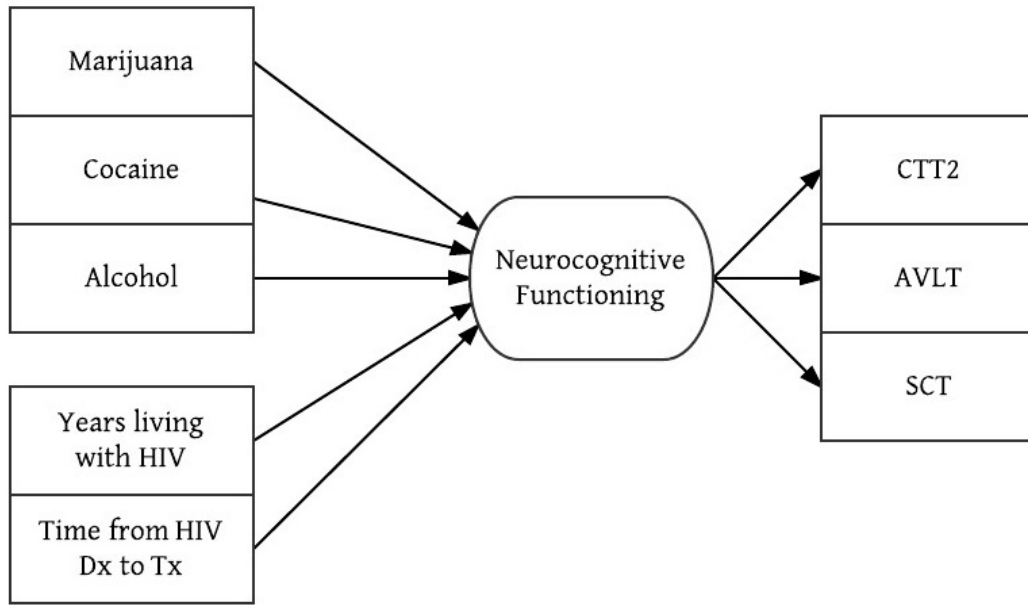 Marijuana
Cocaine
Alcohol
Years living
with HIV
Time from HIV
Dx to Tx
Neurocognitive
Functioning
CTT2
AVLT
SCT